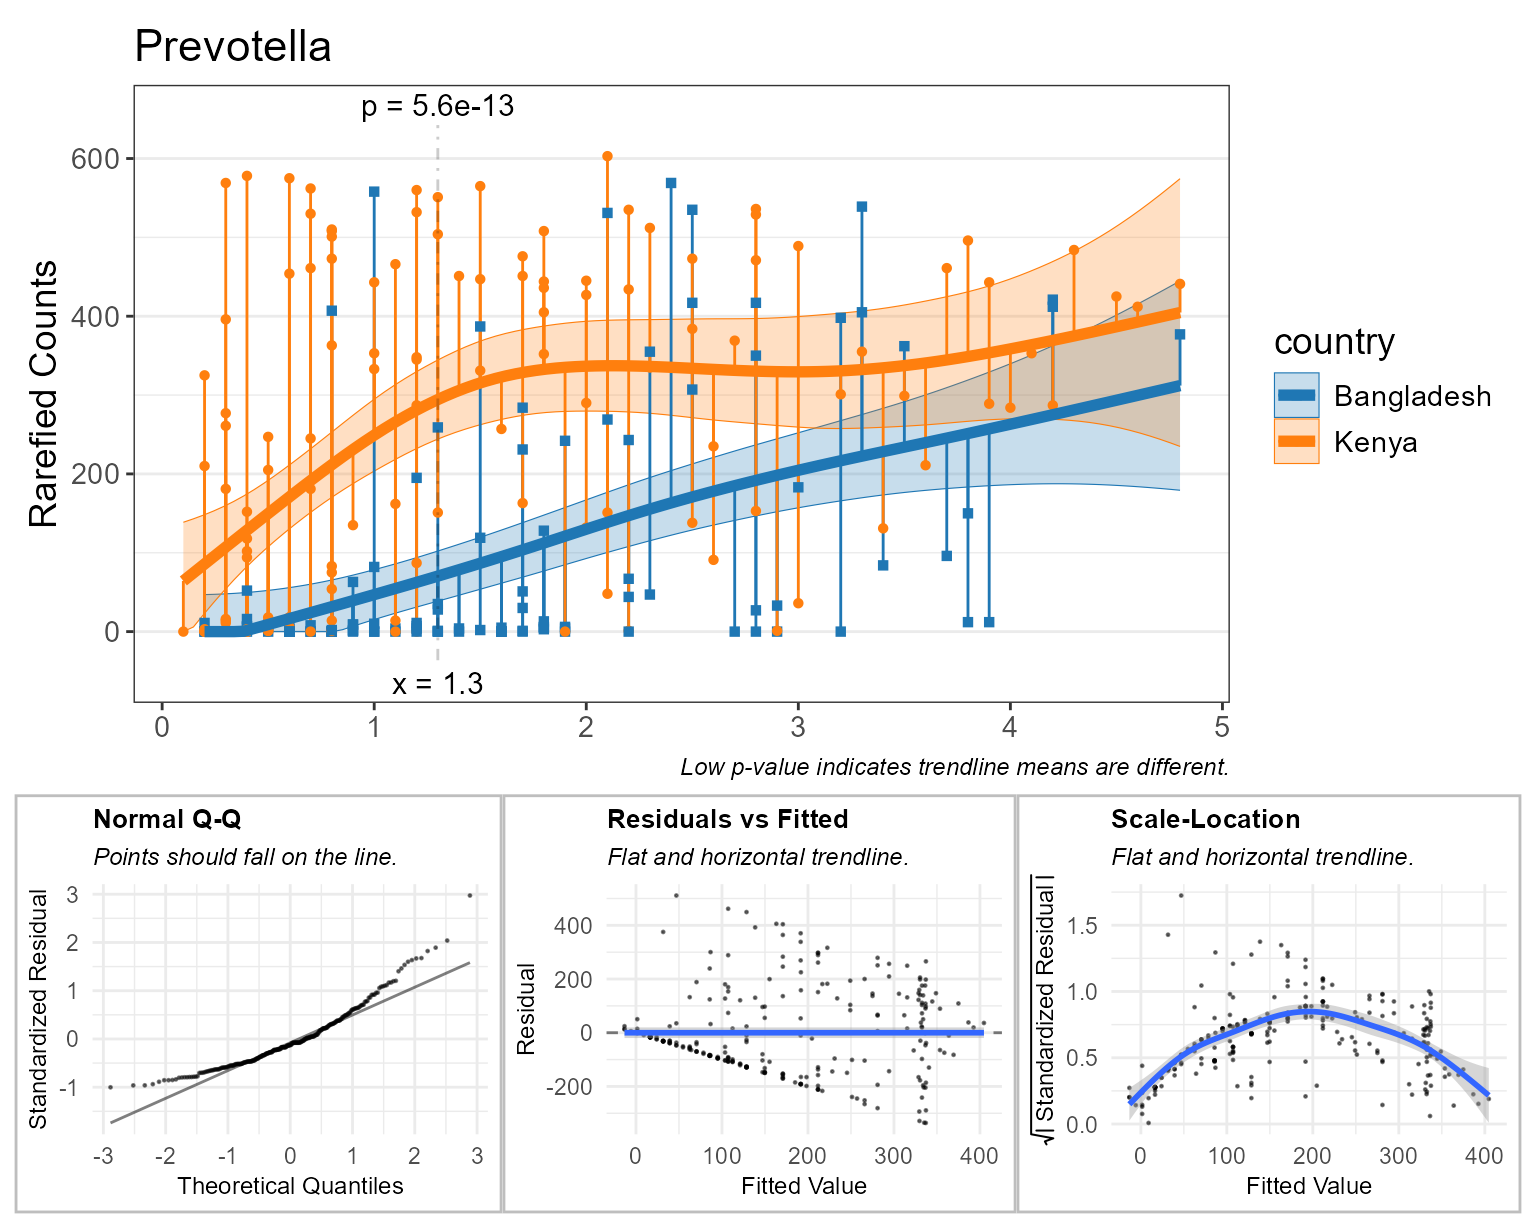 Prevotella
p = 5.6e-13
600
400
200
0
Rarefied Counts
x = 1.3
0 1 2 3 4 5
Low p-value indicates trendline means are different.
country
Bangladesh
Kenya
Normal Q-Q
Points should fall on the line.
Standardized Residual
3
2
1
0
-1
-3 -2 -1 0 1 2 3
Theoretical Quantiles
Residuals vs Fitted
Flat and horizontal trendline.
Residual
400
200
0
-200
0 100 200 300 400
Fitted Value
Scale-Location
Flat and horizontal trendline.
√| Standardized Residual |
1.5
1.0
0.5
0.0
0 100 200 300 400
Fitted Value